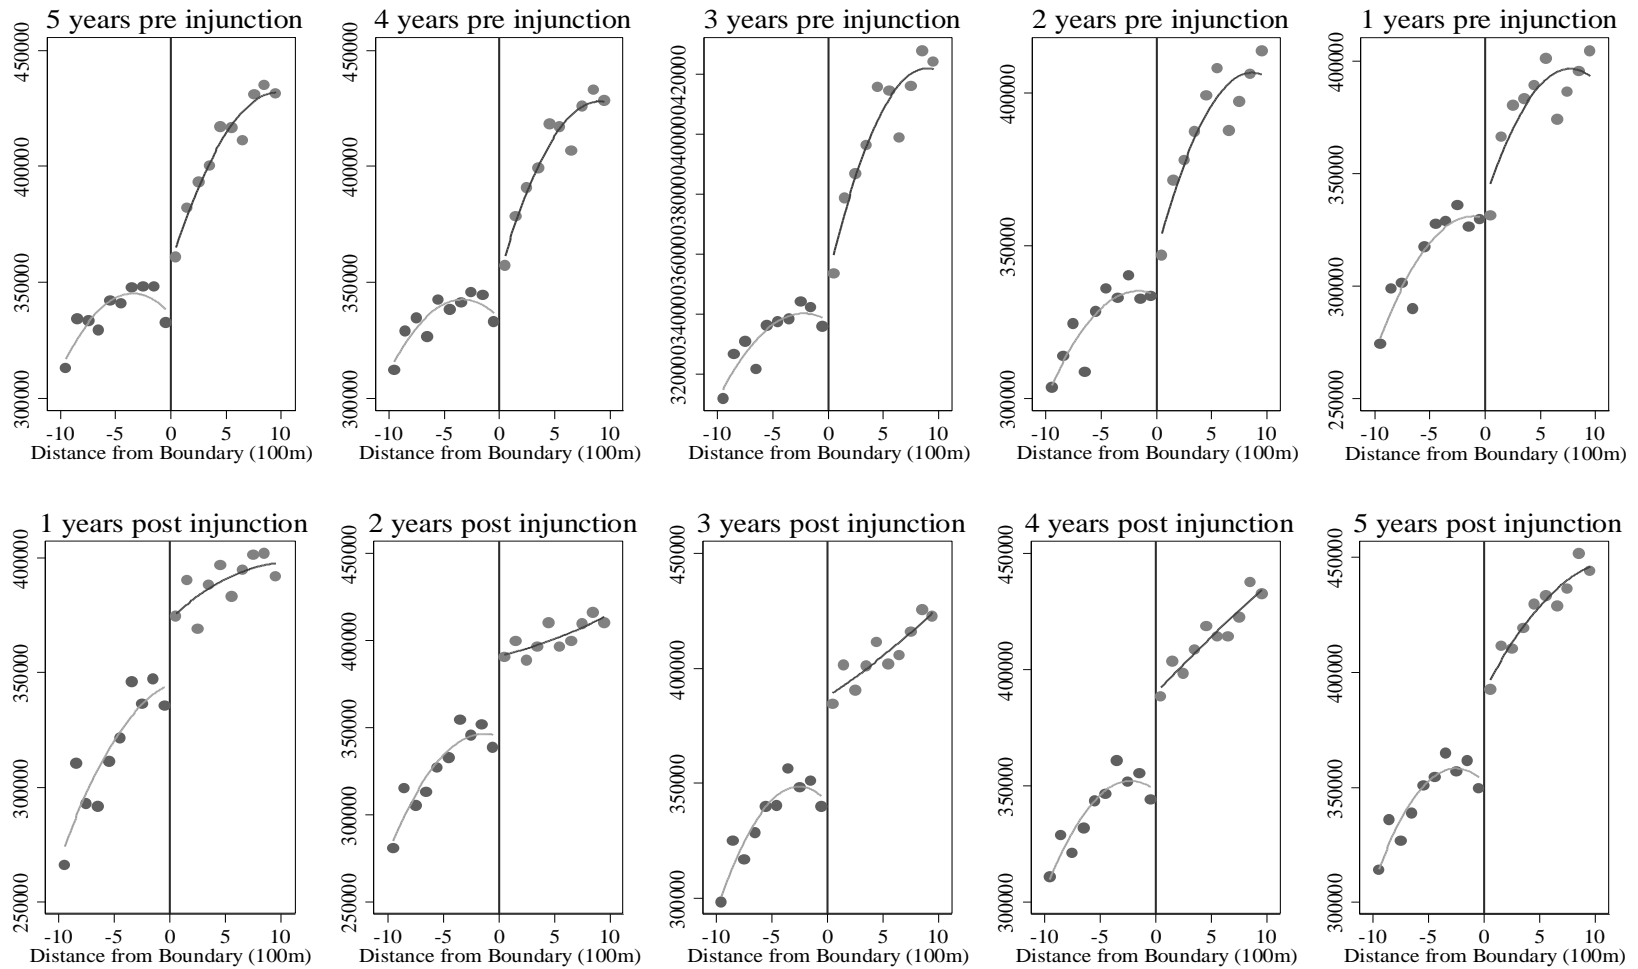 5 years pre injunction
300000 350000 400000 450000
-10 -5 0 5 10
Distance from Boundary (100m)
4 years pre injunction
300000 350000 400000 450000
-10 -5 0 5 10
Distance from Boundary (100m)
3 years pre injunction
320000 340000 360000 380000 400000 420000
-10 -5 0 5 10
Distance from Boundary (100m)
2 years pre injunction
300000 350000 400000
-10 -5 0 5 10
Distance from Boundary (100m)
1 years pre injunction
250000 300000 350000 400000
-10 -5 0 5 10
Distance from Boundary (100m)
1 years post injunction
250000 300000 350000 400000
-10 -5 0 5 10
Distance from Boundary (100m)
2 years post injunction
250000 300000 350000 400000 450000
-10 -5 0 5 10
Distance from Boundary (100m)
3 years post injunction
300000 350000 400000 450000
-10 -5 0 5 10
Distance from Boundary (100m)
4 years post injunction
300000 350000 400000 450000
-10 -5 0 5 10
Distance from Boundary (100m)
5 years post injunction
300000 350000 400000 450000
-10 -5 0 5 10
Distance from Boundary (100m)